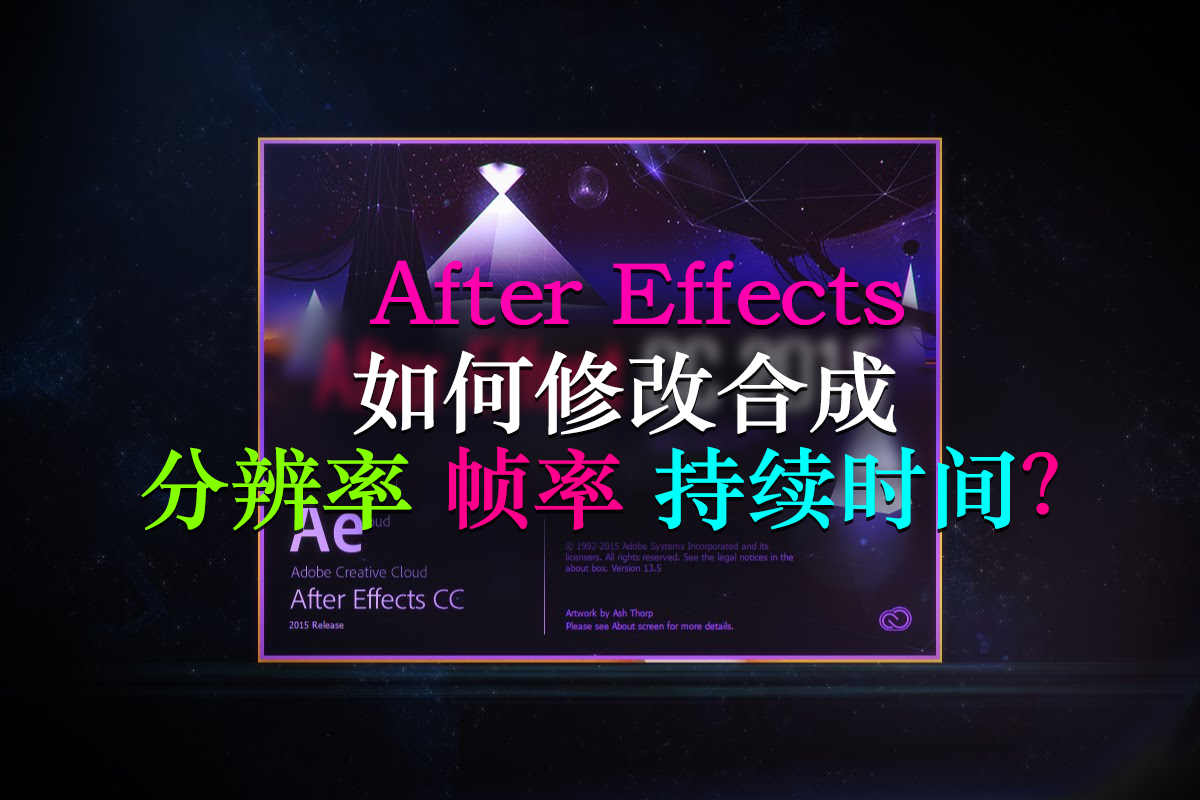 After Effects
如何修改合成
分辨率 帧率 持续时间?
Ae
Adobe Creative Cloud
After Effects CC
2015 Release
© 1992-2015 Adobe Systems Incorporated and its
licensors. All rights reserved. See the legal notices in the
about box. Version 13.5
Artwork by Ash Thorp
Please see About screen for more details.